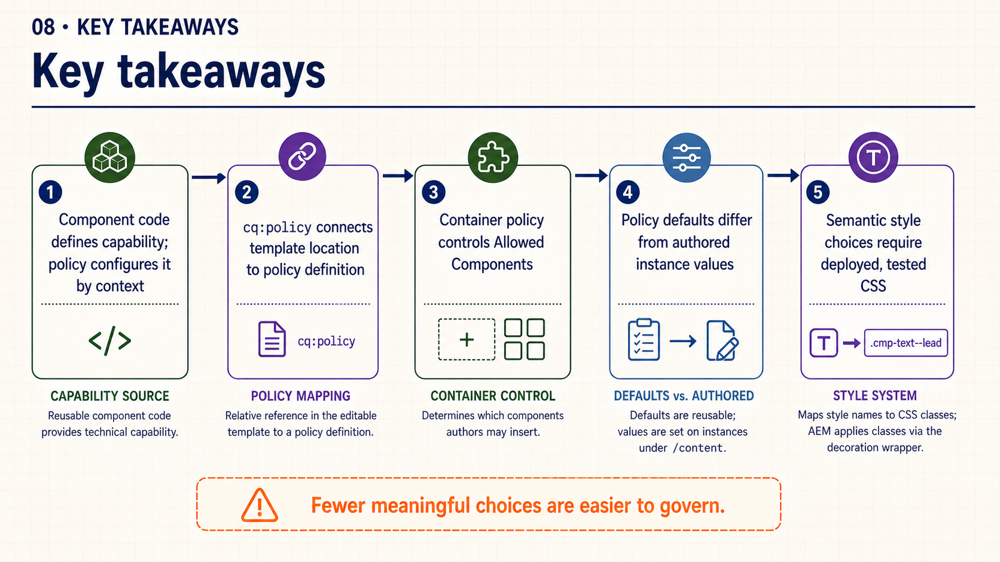 08 • KEY TAKEAWAYS
Key takeaways
1
Component code
defines capability;
policy configures it
by context
</>
CAPABILITY SOURCE
Reusable component code
provides technical capability.
2
cq:policy connects
template location
to policy definition
cq:policy
POLICY MAPPING
Relative reference in the editable
template to a policy definition.
3
Container policy
controls Allowed
Components
+
CONTAINER CONTROL
Determines which components
authors may insert.
4
Policy defaults differ
from authored
instance values
DEFAULTS vs. AUTHORED
Defaults are reusable;
values are set on instances
under /content.
T
5
Semantic style
choices require
deployed, tested
CSS
T
.cmp-text--lead
STYLE SYSTEM
Maps style names to CSS classes;
AEM applies classes via the
decoration wrapper.
Fewer meaningful choices are easier to govern.